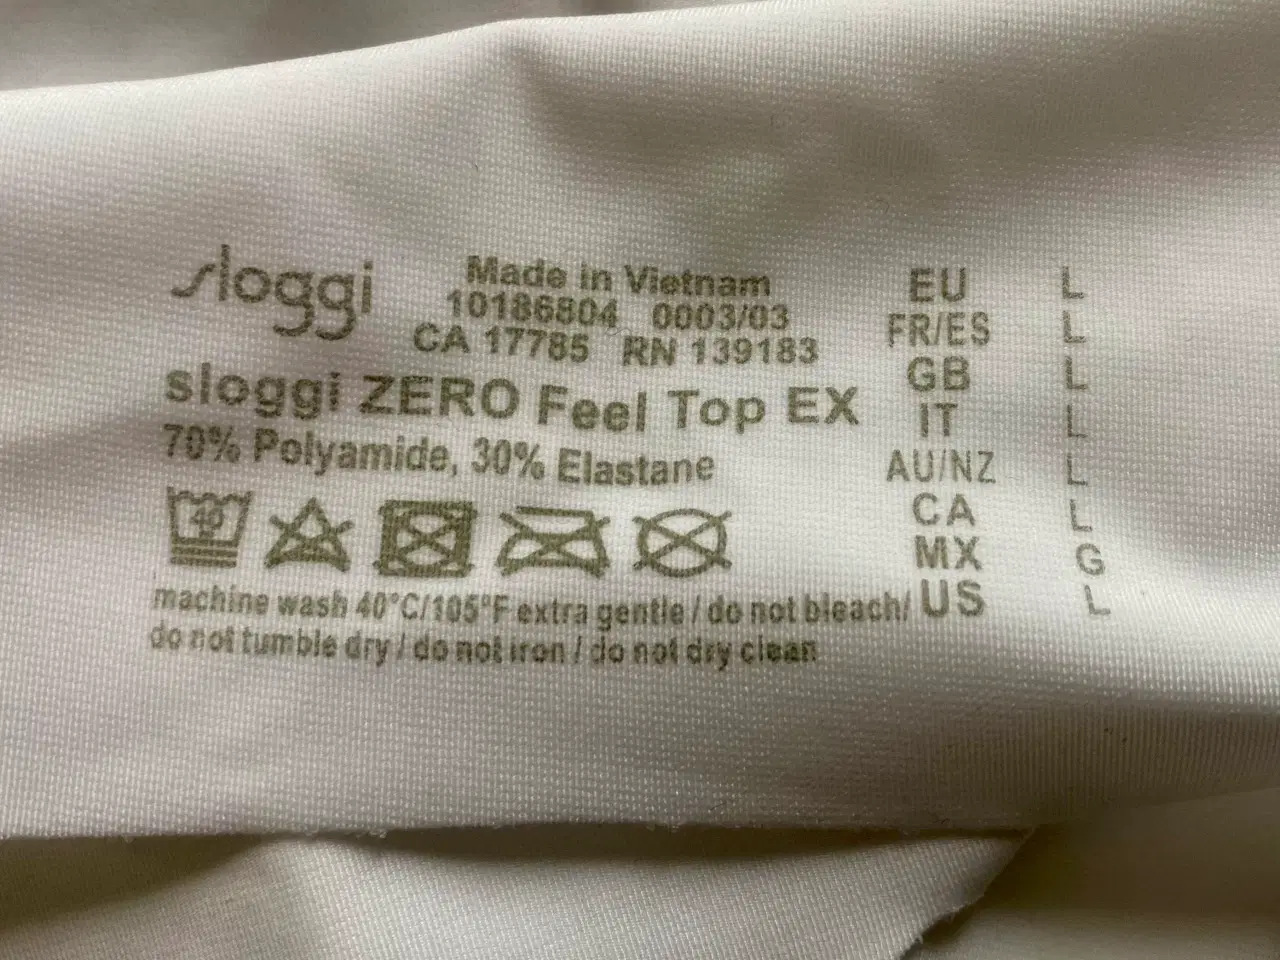 sloggi
Made in Vietnam
10186804 0003/03
CA 17785 RN 139183
sloggi ZERO Feel Top EX
70% Polyamide, 30% Elastane
40
machine wash 40°C/105°F extra gentle / do not bleach/
do not tumble dry / do not iron / do not dry clean
EU L
FR/ES L
GB L
IT L
AU/NZ L
CA L
MX G
US L